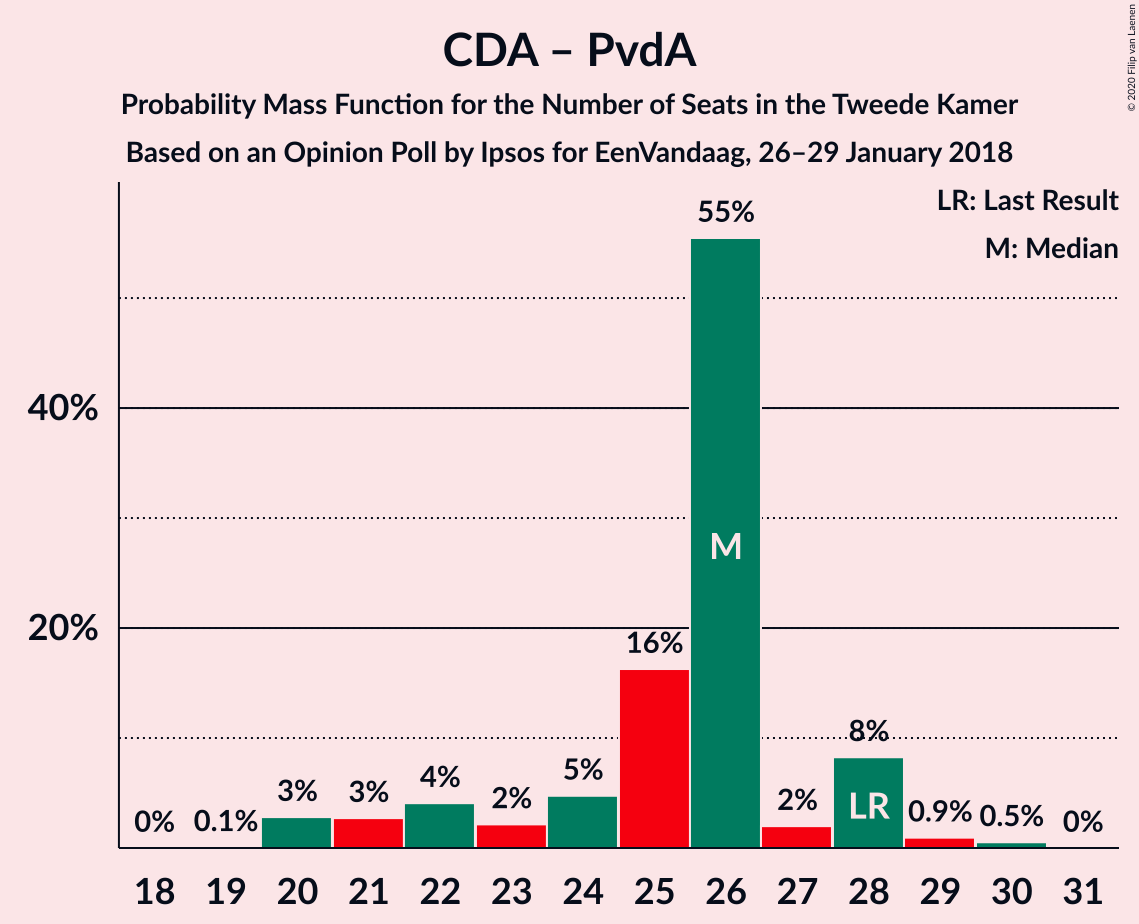 CDA – PvdA
Probability Mass Function for the Number of Seats in the Tweede Kamer
Based on an Opinion Poll by Ipsos for EenVandaag, 26–29 January 2018
© 2020 Filip van Laenen
LR: Last Result
M: Median
55%
40%
M
20%
16%
8%
5%
4%
3%
3%
2%
2%
LR
0.9%
0.5%
0%
0.1%
0%
18 19 20 21 22 23 24 25 26 27 28 29 30 31